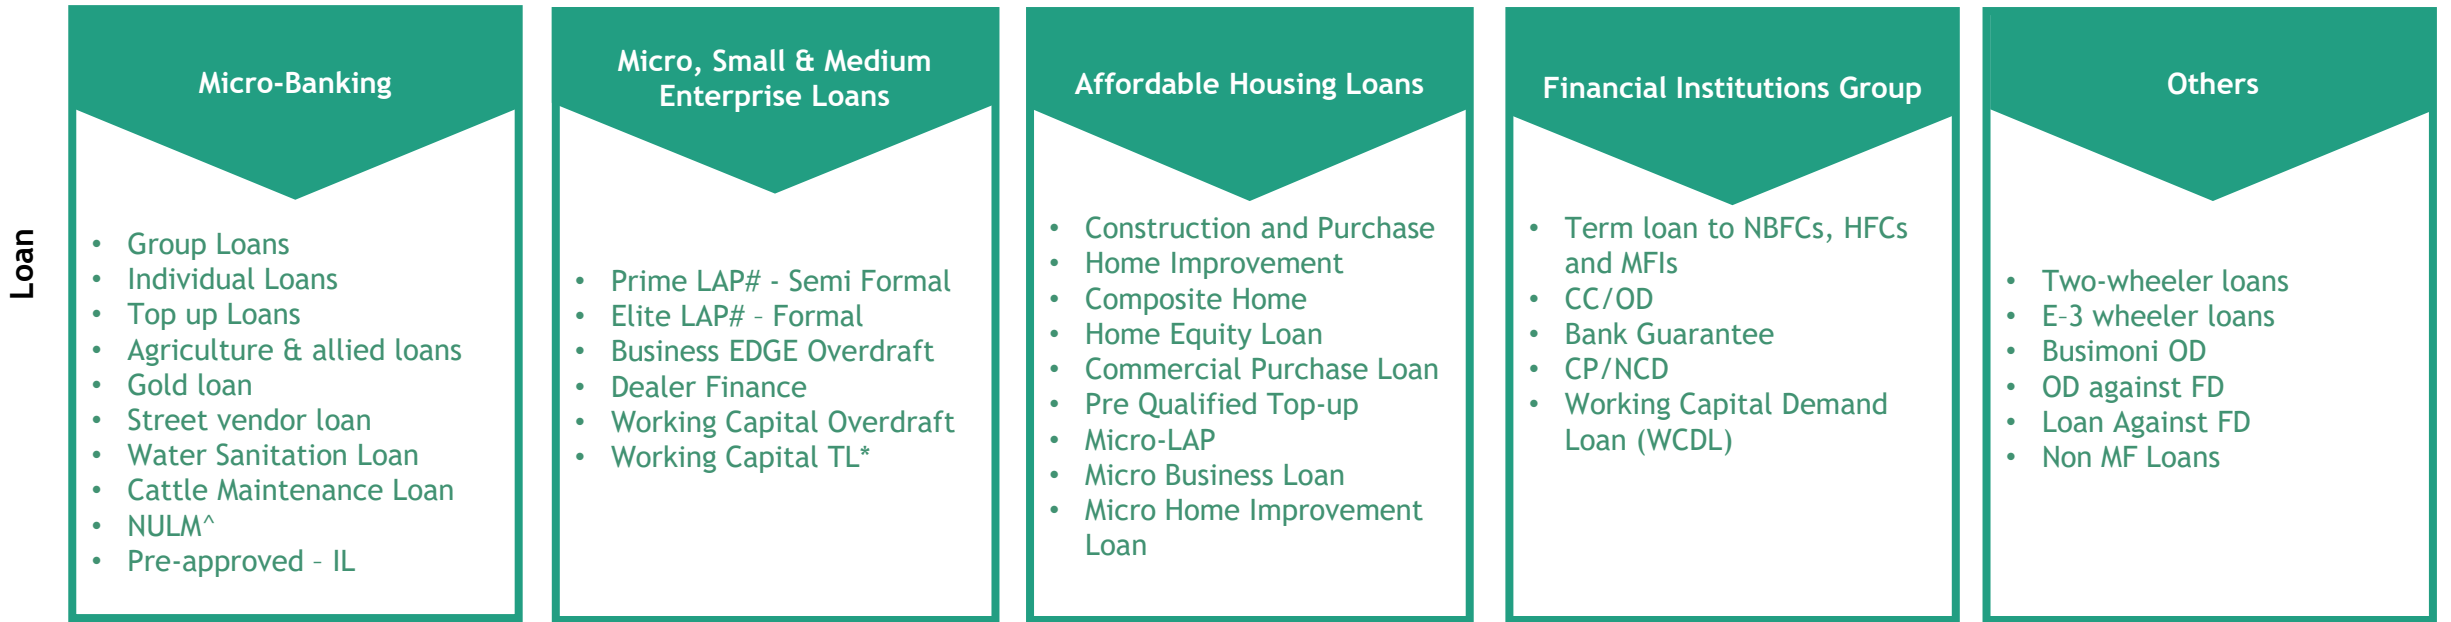 Loan
Micro-Banking
• Group Loans
• Individual Loans
• Top up Loans
• Agriculture & allied loans
• Gold loan
• Street vendor loan
• Water Sanitation Loan
• Cattle Maintenance Loan
• NULM^
• Pre-approved – IL
Micro, Small & Medium
Enterprise Loans
• Prime LAP# - Semi Formal
• Elite LAP# – Formal
• Business EDGE Overdraft
• Dealer Finance
• Working Capital Overdraft
• Working Capital TL*
Affordable Housing Loans
• Construction and Purchase
• Home Improvement
• Composite Home
• Home Equity Loan
• Commercial Purchase Loan
• Pre Qualified Top-up
• Micro-LAP
• Micro Business Loan
• Micro Home Improvement
Loan
Financial Institutions Group
• Term loan to NBFCs, HFCs
and MFIs
• CC/OD
• Bank Guarantee
• CP/NCD
• Working Capital Demand
Loan (WCDL)
Others
• Two-wheeler loans
• E–3 wheeler loans
• Busimoni OD
• OD against FD
• Loan Against FD
• Non MF Loans